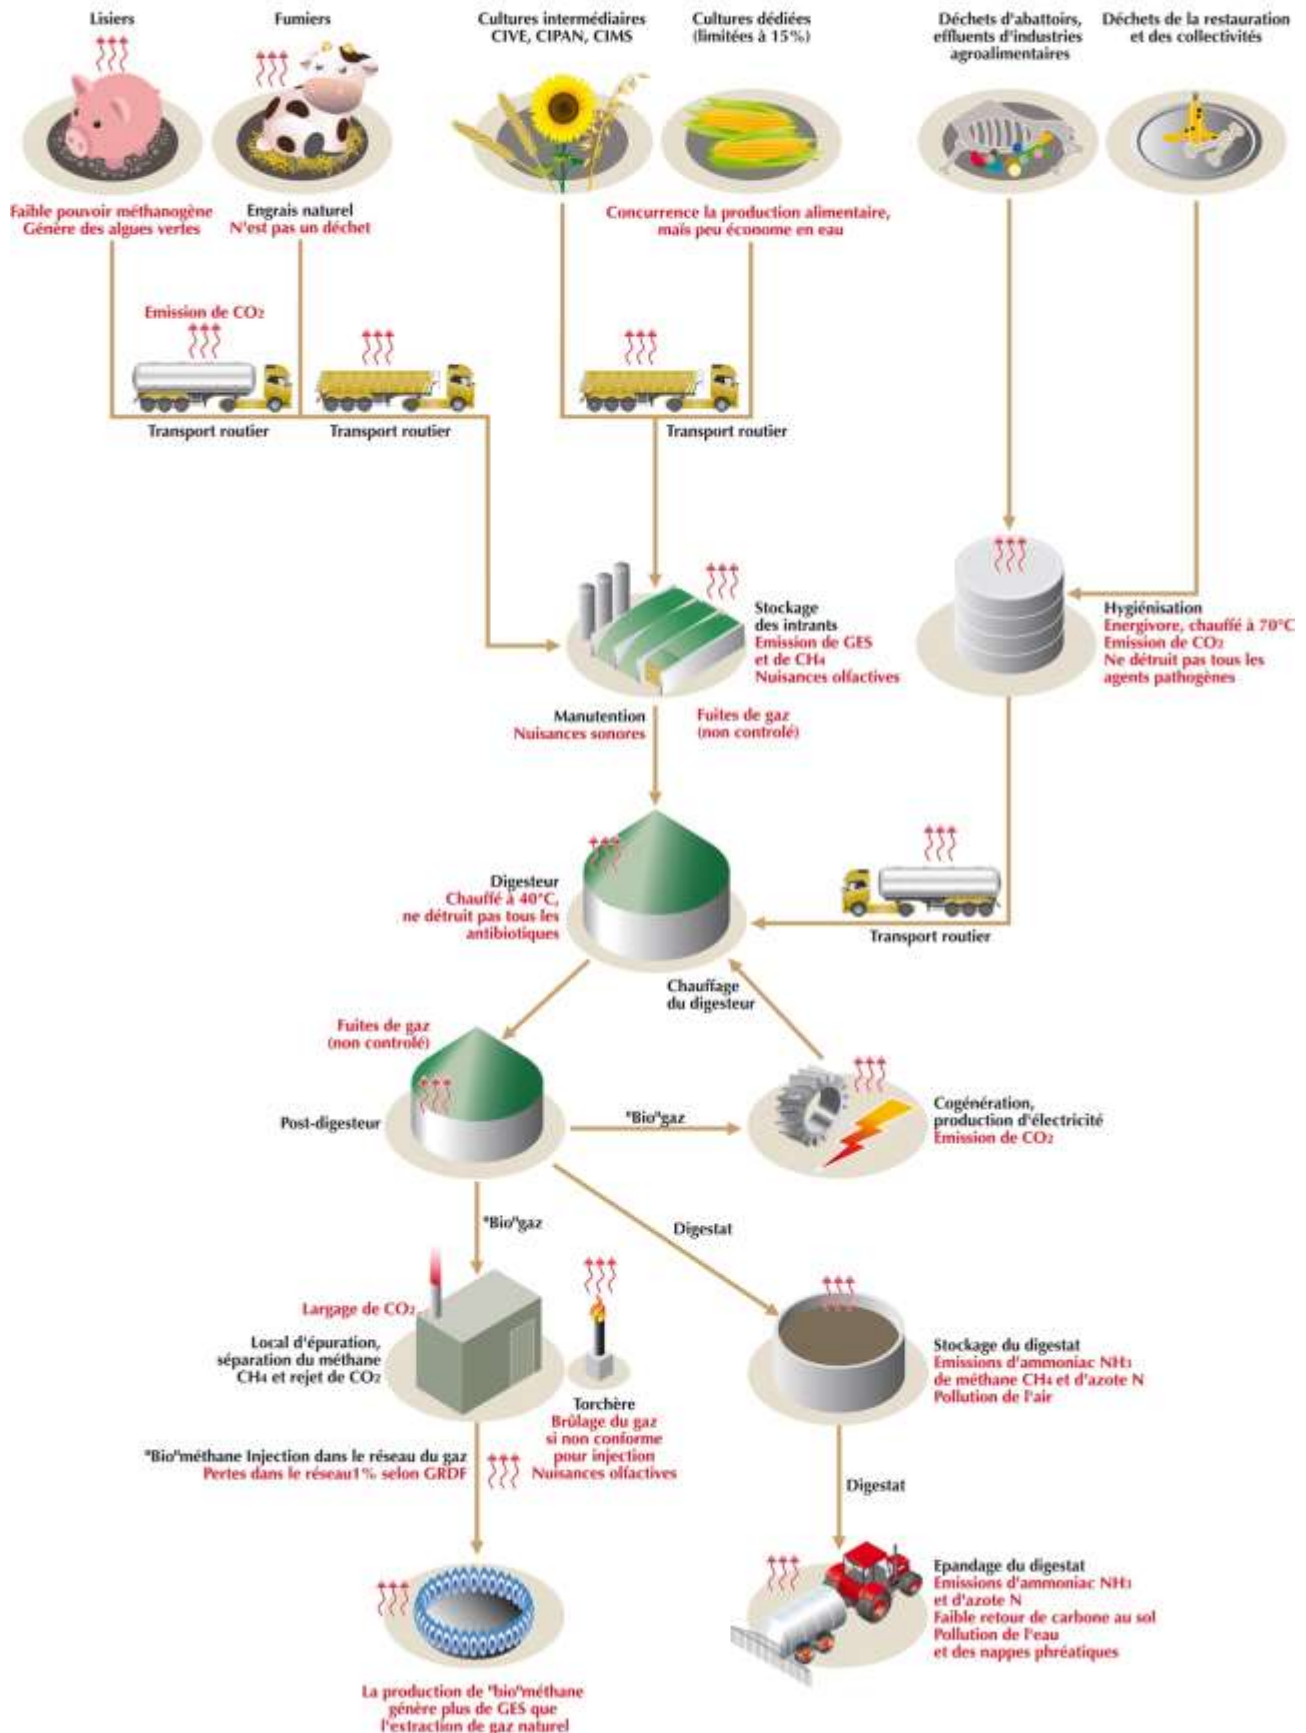 Lisiers
Fumiers
Cultures intermédiaires
CIVE, CIPAN, CIMS
Cultures dédiées
(limitées à 15%)
Déchets d'abattoirs,
effluents d'industries
agroalimentaires
Déchets de la restauration
et des collectivités
Faible pouvoir méthanogène
Génère des algues vertes
Engrais naturel
N'est pas un déchet
Concurrence la production alimentaire,
mais peu économe en eau
Emission de CO2
Transport routier
Transport routier
Transport routier
Stockage
des intrants
Emission de GES
et de CH4
Nuisances olfactives
Hygiénisation
Energivore, chauffé à 70°C
Emission de CO2
Ne détruit pas tous les
agents pathogènes
Manutention
Nuisances sonores
Fuites de gaz
(non controlé)
Digesteur
Chauffé à 40°C,
ne détruit pas tous les
antibiotiques
Transport routier
Chauffage
du digesteur
Fuites de gaz
(non controlé)
Post-digesteur
"Bio"gaz
Cogénération,
production d'électricité
Emission de CO2
"Bio"gaz
Digestat
Largage de CO2
Local d'épuration,
séparation du méthane
CH4 et rejet de CO2
Torchère
Brûlage du gaz
si non conforme
pour injection
Nuisances olfactives
Stockage du digestat
Emissions d'ammoniac NH3
de méthane CH4 et d'azote N
Pollution de l'air
"Bio"méthane Injection dans le réseau du gaz
Pertes dans le réseau1% selon GRDF
Digestat
Epandage du digestat
Emissions d'ammoniac NH3
et d'azote N
Faible retour de carbone au sol
Pollution de l'eau
et des nappes phréatiques
La production de "bio"méthane
génère plus de GES que
l'extraction de gaz naturel